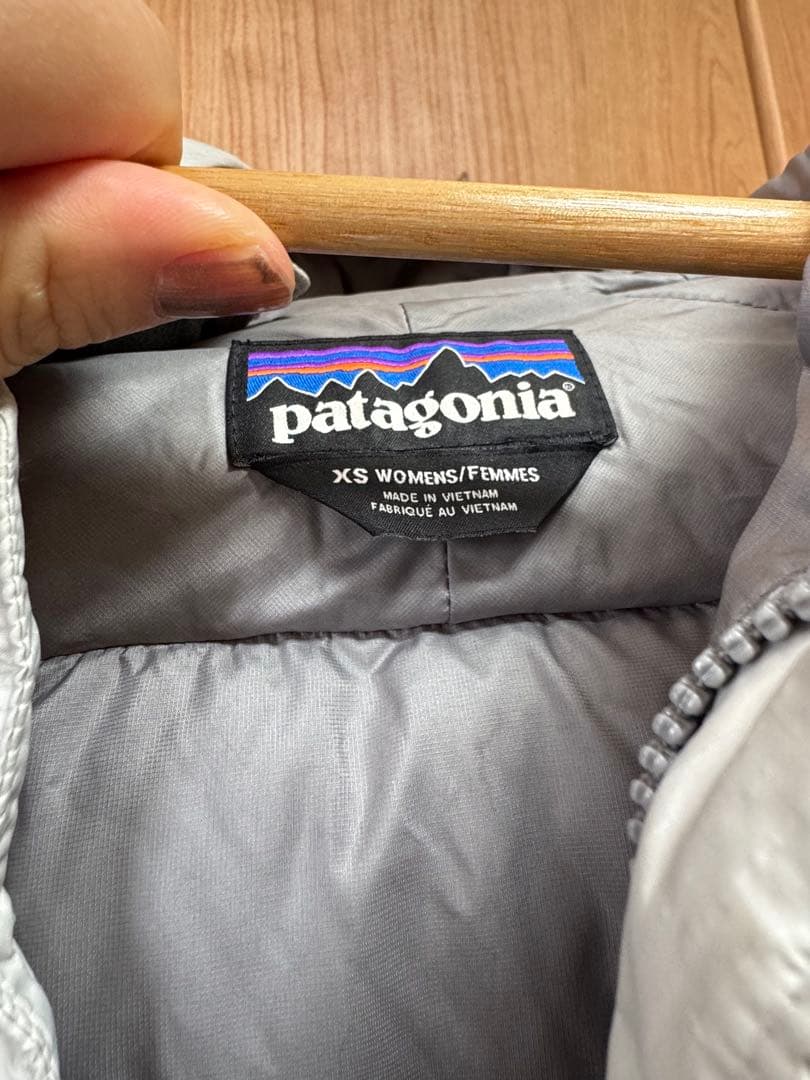 patagonia®
XS WOMENS/FEMMES
MADE IN VIETNAM
FABRIQUÉ AU VIETNAM